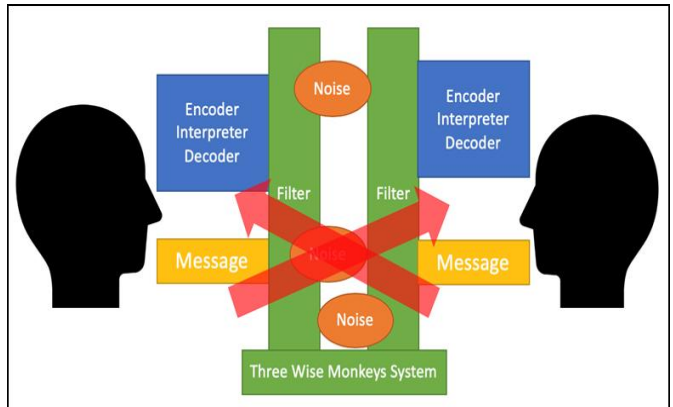 Noise
Encoder
Interpreter
Decoder
Encoder
Interpreter
Decoder
Filter
Filter
Message
Noise
Message
Noise
Three Wise Monkeys System